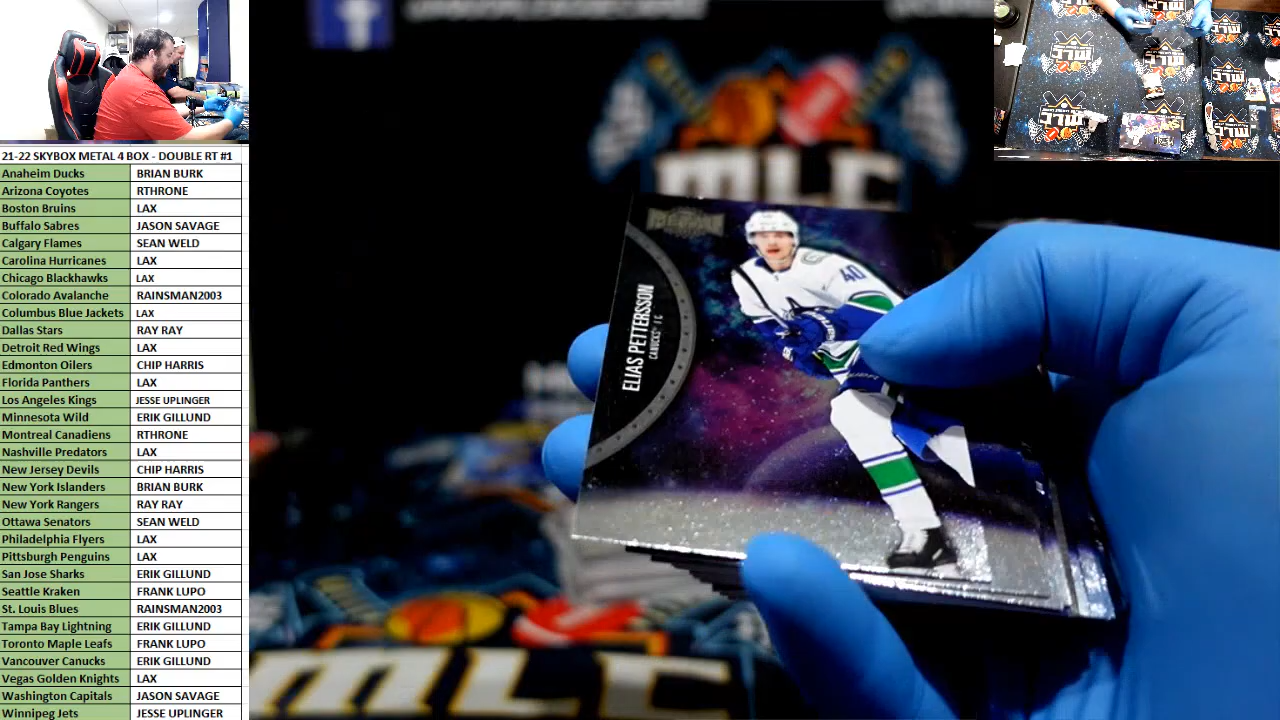 21-22 SKYBOX METAL 4 BOX - DOUBLE RT #1
Anaheim Ducks BRIAN BURK
Arizona Coyotes RTHRONE
Boston Bruins LAX
Buffalo Sabres JASON SAVAGE
Calgary Flames SEAN WELD
Carolina Hurricanes LAX
Chicago Blackhawks LAX
Colorado Avalanche RAINSMAN2003
Columbus Blue Jackets LAX
Dallas Stars RAY RAY
Detroit Red Wings LAX
Edmonton Oilers CHIP HARRIS
Florida Panthers LAX
Los Angeles Kings JESSE UPLINGER
Minnesota Wild ERIK GILLUND
Montreal Canadiens RTHRONE
Nashville Predators LAX
New Jersey Devils CHIP HARRIS
New York Islanders BRIAN BURK
New York Rangers RAY RAY
Ottawa Senators SEAN WELD
Philadelphia Flyers LAX
Pittsburgh Penguins LAX
San Jose Sharks ERIK GILLUND
Seattle Kraken FRANK LUPO
St. Louis Blues RAINSMAN2003
Tampa Bay Lightning ERIK GILLUND
Toronto Maple Leafs FRANK LUPO
Vancouver Canucks ERIK GILLUND
Vegas Golden Knights LAX
Washington Capitals JASON SAVAGE
Winnipeg Jets JESSE UPLINGER
MLC
ELIAS PETTERSSON
CANUCKS / C
40
MLC